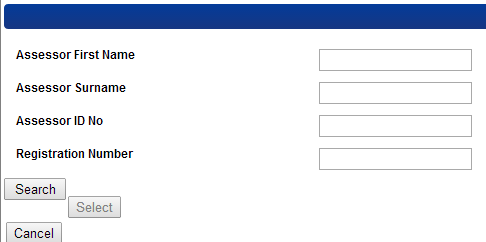 Assessor First Name
Assessor Surname
Assessor ID No
Registration Number
Search
Select
Cancel